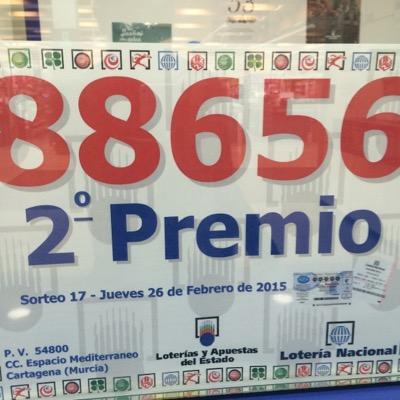 88656
2º Premio
Sorteo 17 - Jueves 26 de Febrero de 2015
P. V. 54800
CC. Espacio Mediterraneo
Cartagena (Murcia)
Loterías y Apuestas
del Estado
Lotería Nacional